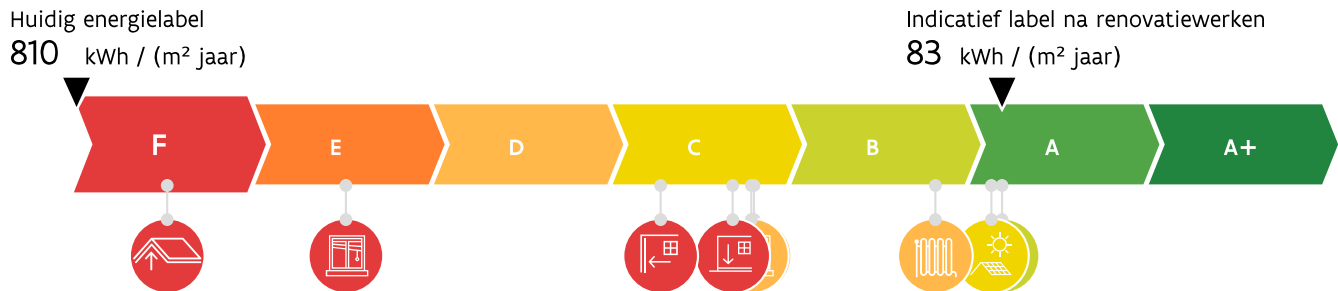 Huidig energielabel
810 kWh / (m² jaar)
Indicatief label na renovatiewerken
83 kWh / (m² jaar)
F E D C B A A+